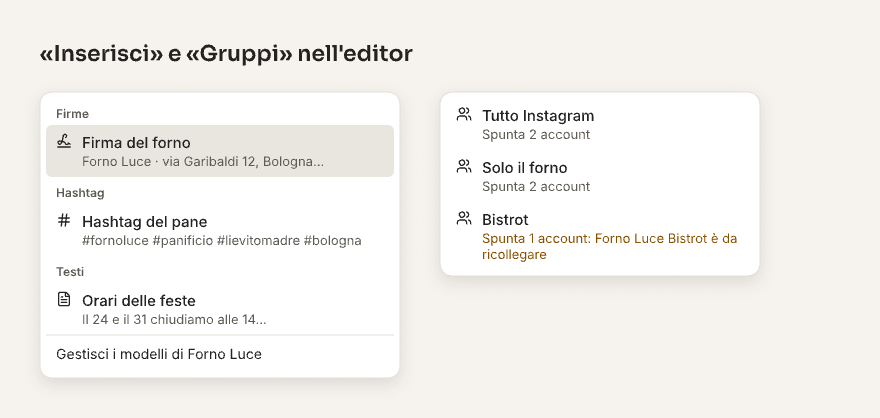 «Inserisci» e «Gruppi» nell'editor
Firme
Firma del forno
Forno Luce · via Garibaldi 12, Bologna…
Hashtag
Hashtag del pane
#fornoluce #panificio #lievitomadre #bologna
Testi
Orari delle feste
Il 24 e il 31 chiudiamo alle 14…
Gestisci i modelli di Forno Luce
Tutto Instagram
Spunta 2 account
Solo il forno
Spunta 2 account
Bistrot
Spunta 1 account: Forno Luce Bistrot è da
ricollegare